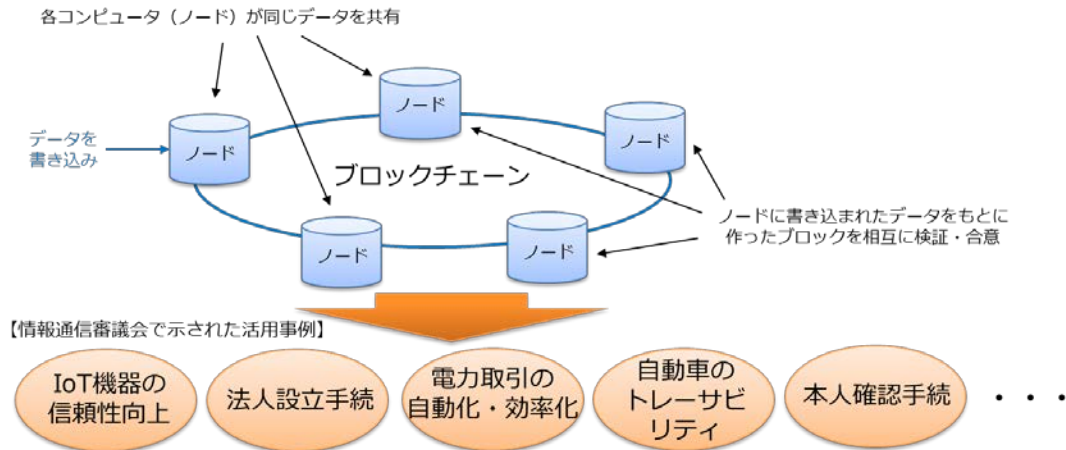 各コンピュータ（ノード）が同じデータを共有
ノード
ノード
ノード
データを
書き込み
ブロックチェーン
ノードに書き込まれたデータをもとに
作ったブロックを相互に検証・合意
ノード
ノード
【情報通信審議会で示された活用事例】
IoT機器の
信頼性向上
法人設立手続
電力取引の
自動化・効率化
自動車の
トレーサビ
リティ
本人確認手続
・・・